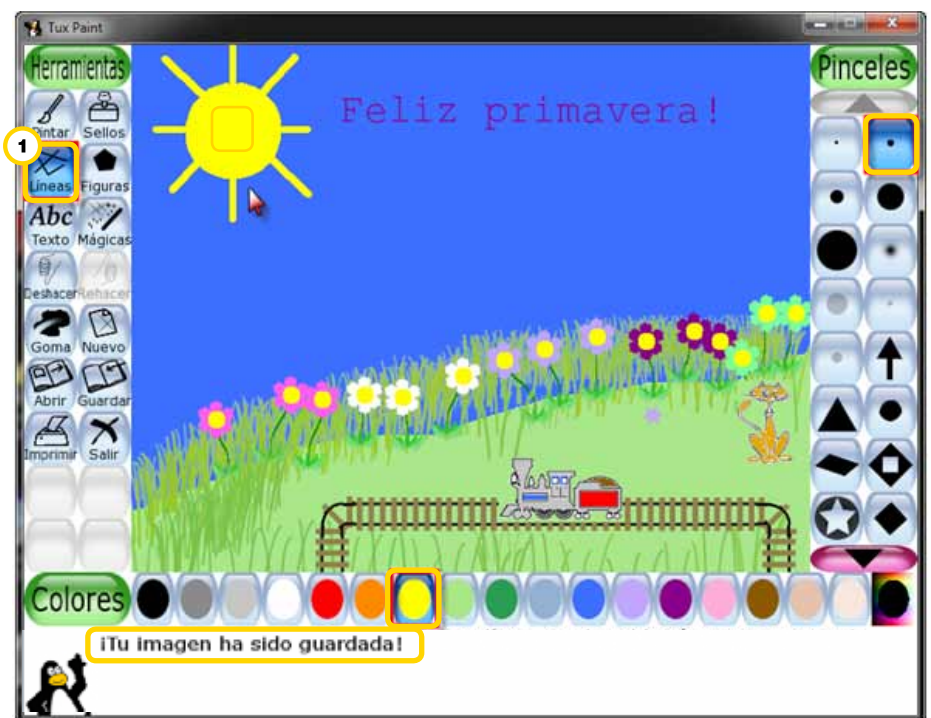 Tux Paint
Herramientas
Pinceles
Feliz primavera!
Pintar Sellos
1
Líneas Figuras
Abc
Texto Mágicas
Deshacer Rehacer
Goma Nuevo
Abrir Guardar
Imprimir Salir
Colores
¡Tu imagen ha sido guardada!